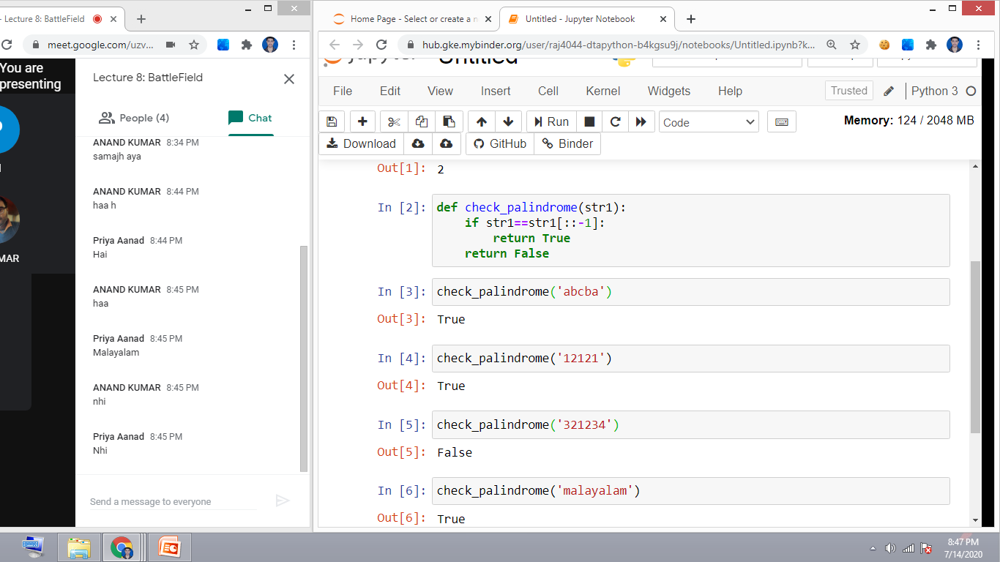 - Lecture 8: BattleField
meet.google.com/uzv...
You are
presenting
MAR
Lecture 8: BattleField
People (4)
Chat
ANAND KUMAR 8:34 PM
samajh aya
ANAND KUMAR 8:44 PM
haa h
Priya Aanad 8:44 PM
Hai
ANAND KUMAR 8:45 PM
haa
Priya Aanad 8:45 PM
Malayalam
ANAND KUMAR 8:45 PM
nhi
Priya Aanad 8:45 PM
Nhi
Send a message to everyone
Home Page - Select or create a n
Untitled - Jupyter Notebook
hub.gke.mybinder.org/user/raj4044-dtapython-b4kgsu9j/notebooks/Untitled.ipynb?k...
Untitled
File Edit View Insert Cell Kernel Widgets Help
Trusted
Python 3
Run
Code
Memory: 124 / 2048 MB
Download
GitHub
Binder
Out[1]: 2
In [2]: def check_palindrome(str1):
    if str1==str1[::-1]:
        return True
    return False
In [3]: check_palindrome('abcba')
Out[3]: True
In [4]: check_palindrome('12121')
Out[4]: True
In [5]: check_palindrome('321234')
Out[5]: False
In [6]: check_palindrome('malayalam')
Out[6]: True
8:47 PM
7/14/2020